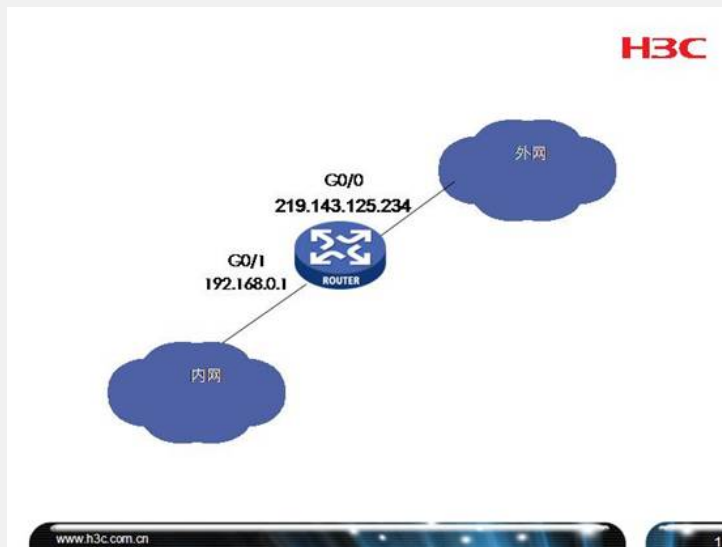 H3C
外网
G0/0
219.143.125.234
G0/1
192.168.0.1
ROUTER
内网
www.h3c.com.cn
1